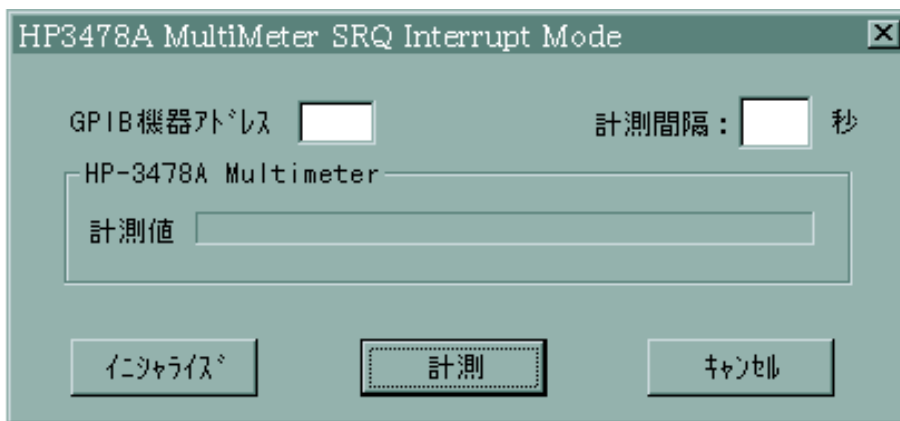 HP3478A MultiMeter SRQ Interrupt Mode
GPIB機器ｱﾄﾞﾚｽ 計測間隔： 秒
HP-3478A Multimeter
計測値
ｲﾆｼｬﾗｲｽﾞ 計測 ｷｬﾝｾﾙ